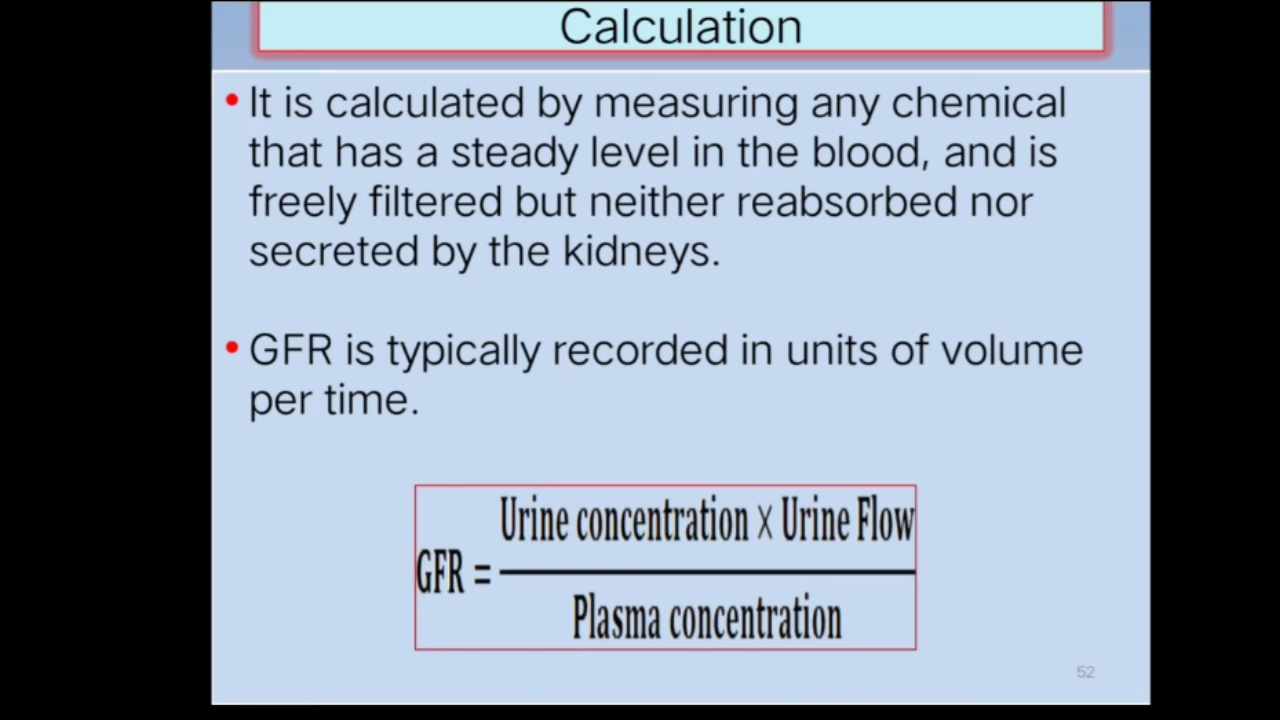 Calculation
• It is calculated by measuring any chemical
that has a steady level in the blood, and is
freely filtered but neither reabsorbed nor
secreted by the kidneys.
• GFR is typically recorded in units of volume
per time.
Urine concentration × Urine Flow
GFR =
Plasma concentration
52